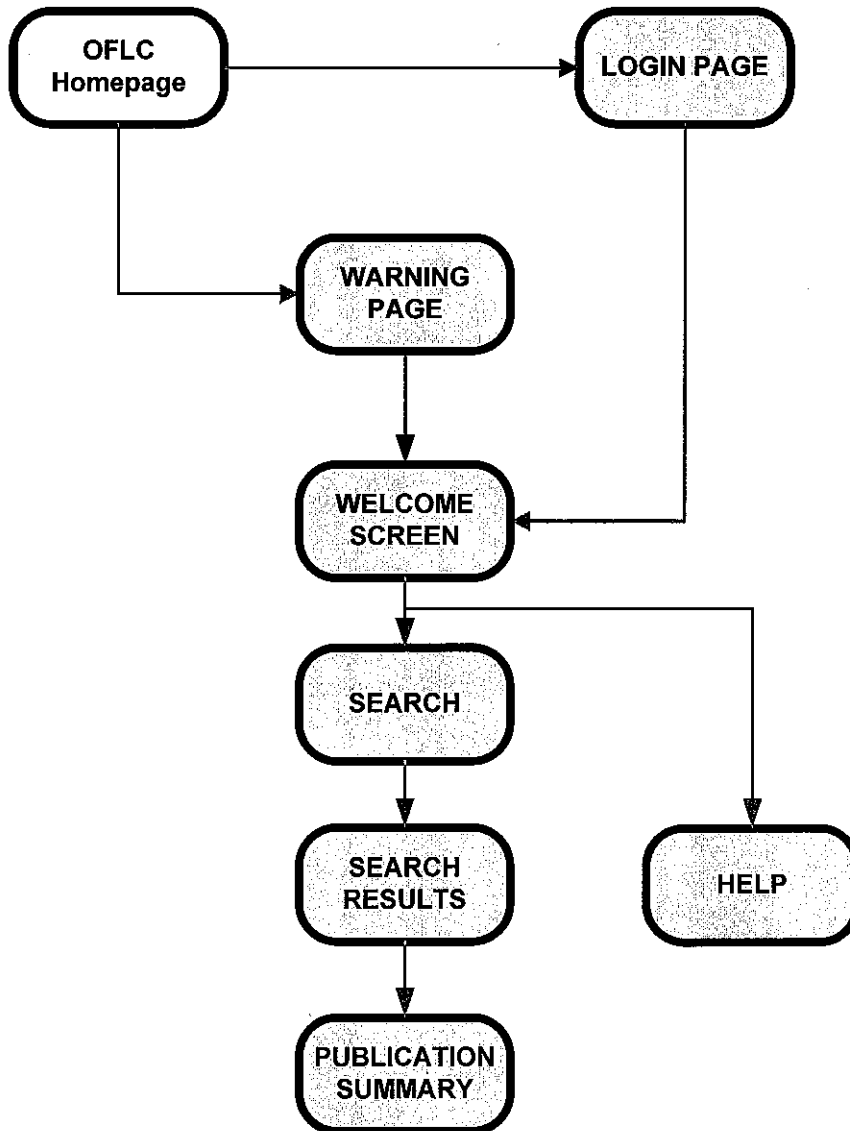 OFLC
Homepage
LOGIN PAGE
WARNING
PAGE
WELCOME
SCREEN
SEARCH
SEARCH
RESULTS
HELP
PUBLICATION
SUMMARY